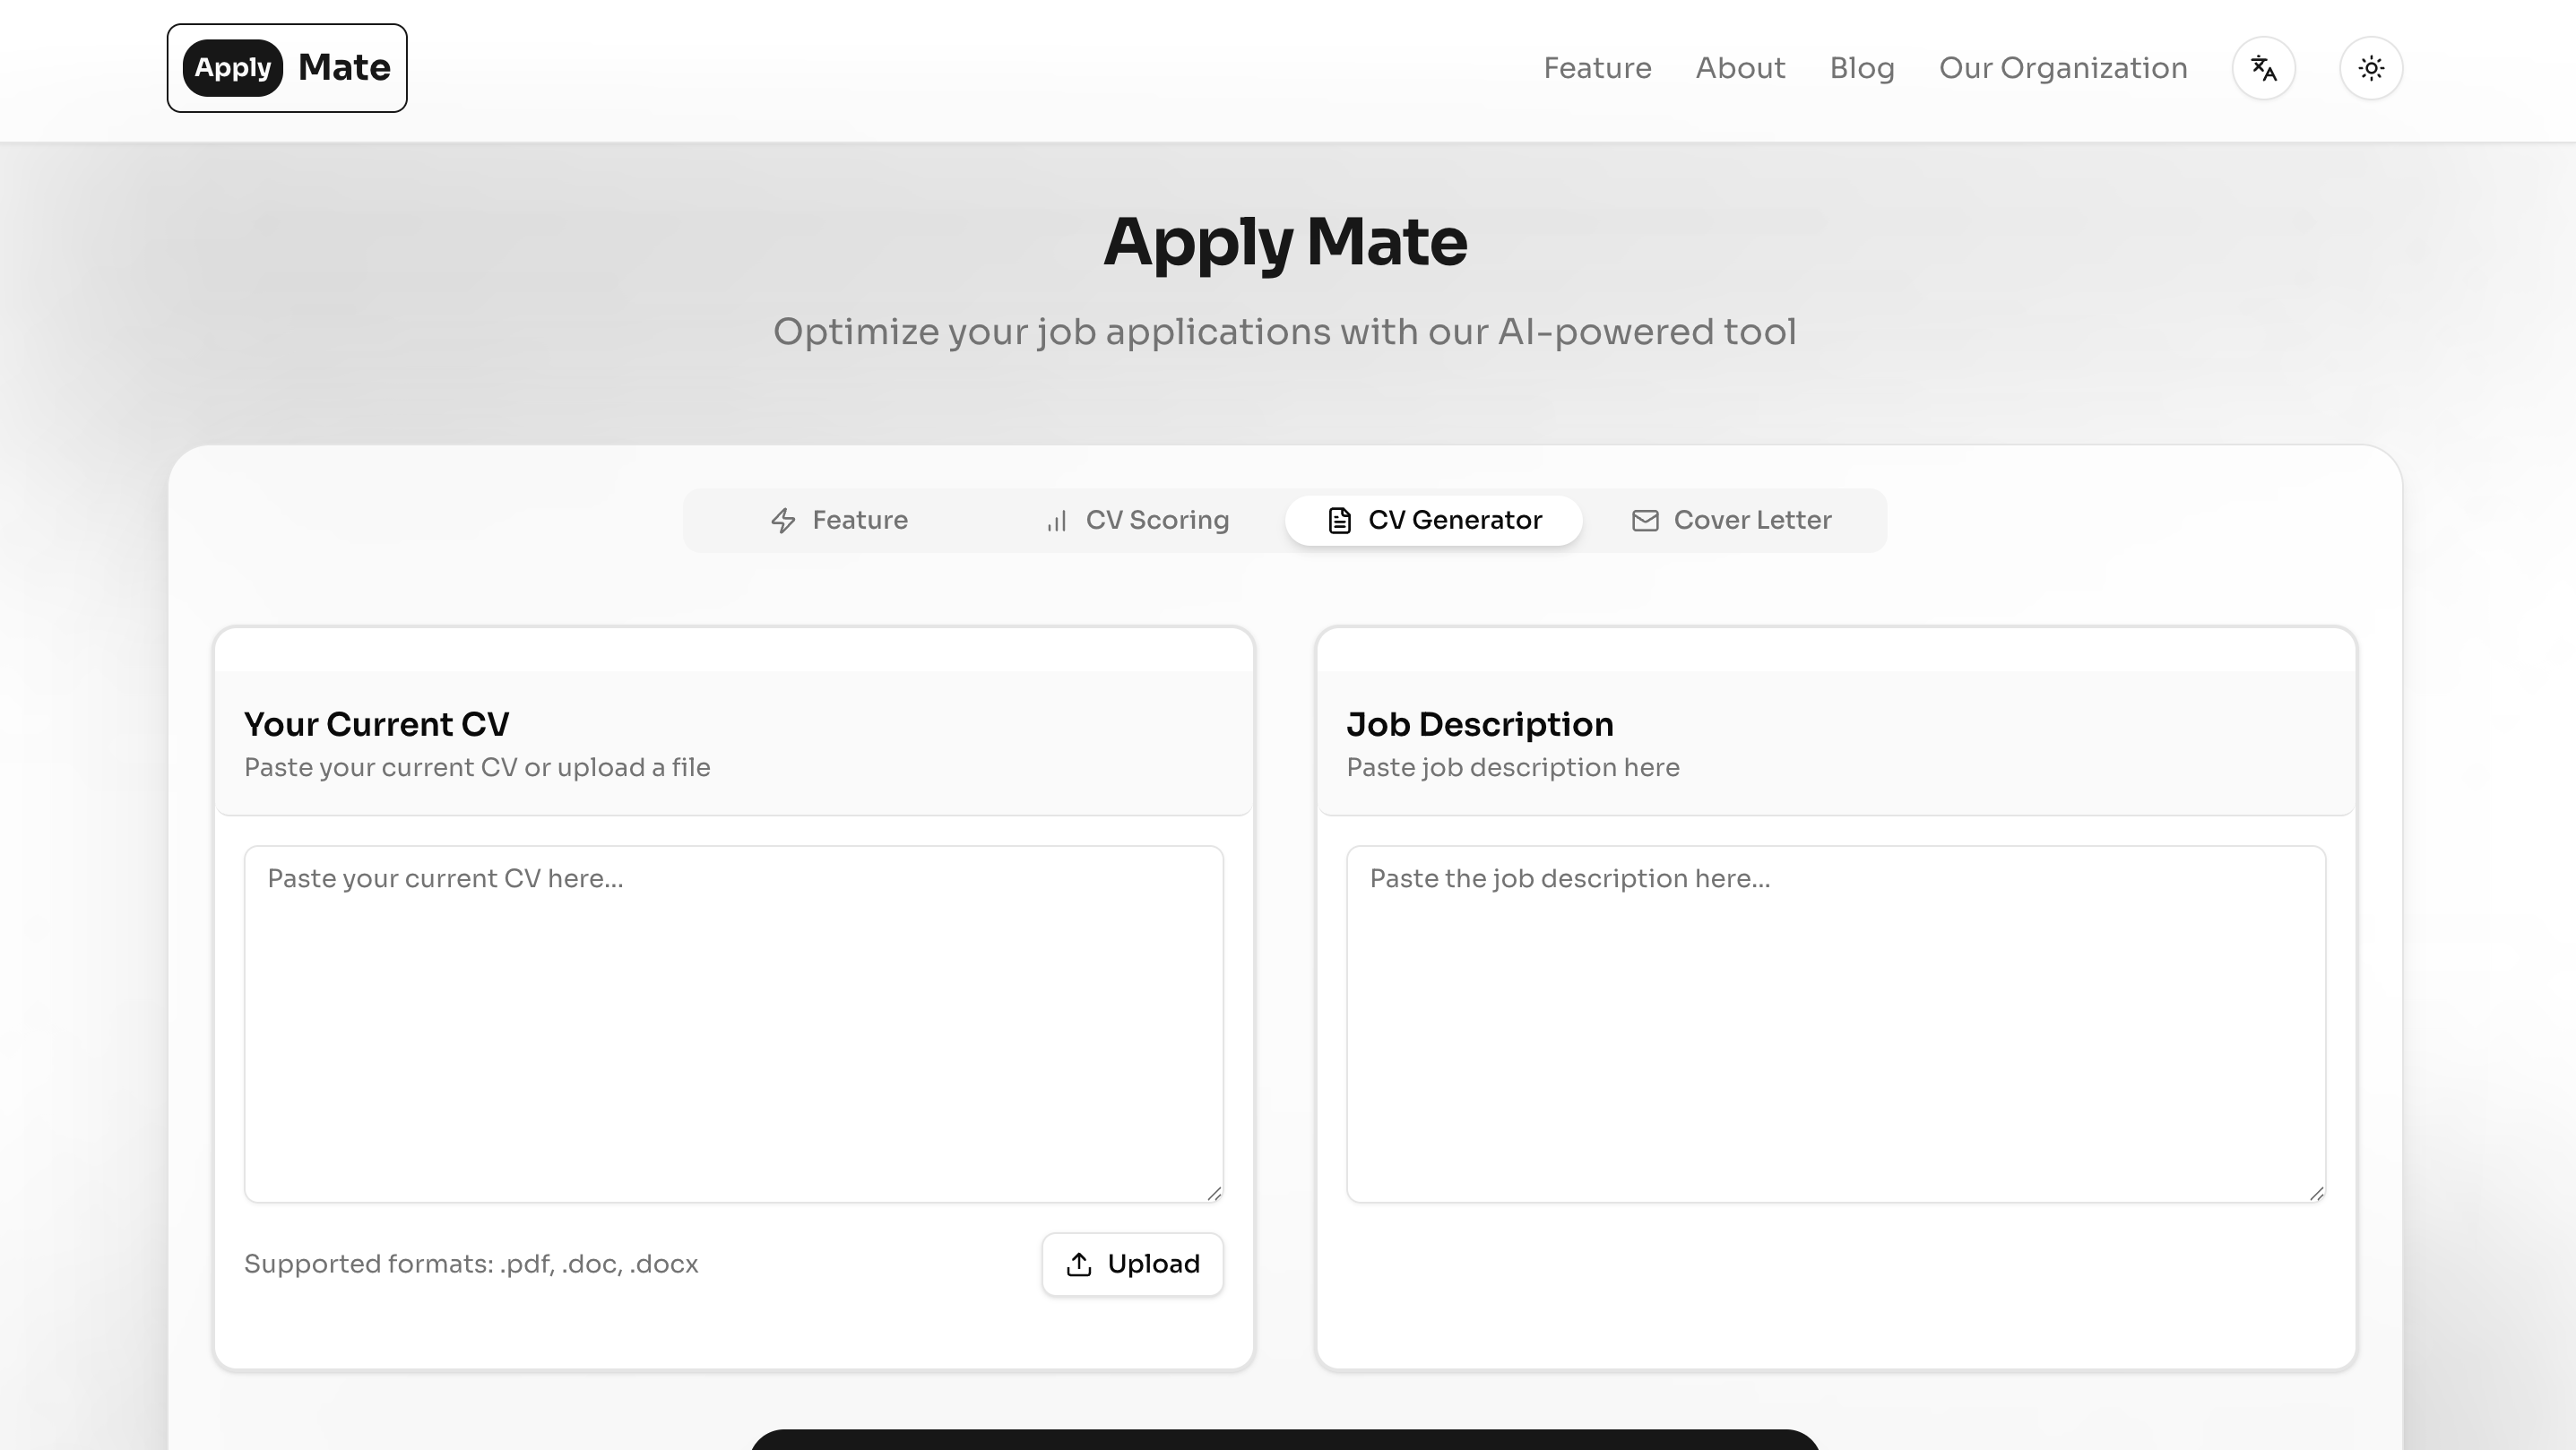 Apply Mate
Feature
About
Blog
Our Organization
Apply Mate
Optimize your job applications with our AI-powered tool
Feature
CV Scoring
CV Generator
Cover Letter
Your Current CV
Paste your current CV or upload a file
Paste your current CV here...
Supported formats: .pdf, .doc, .docx
Upload
Job Description
Paste job description here
Paste the job description here...